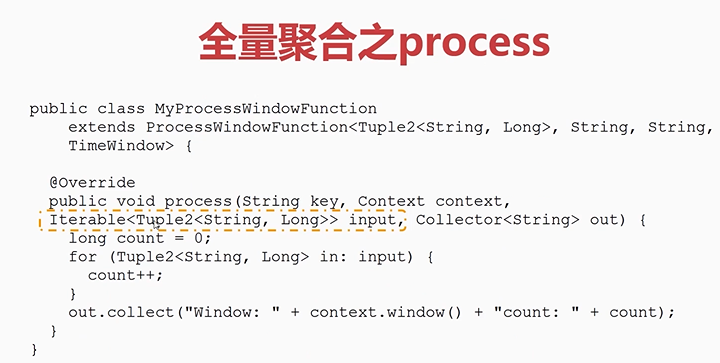 全量聚合之process
public class MyProcessWindowFunction
extends ProcessWindowFunction<Tuple2<String, Long>, String, String,
TimeWindow> {
@Override
public void process(String key, Context context,
Iterable<Tuple2<String, Long>> input, Collector<String> out) {
long count = 0;
for (Tuple2<String, Long> in: input) {
count++;
}
out.collect("Window: " + context.window() + "count: " + count);
}
}